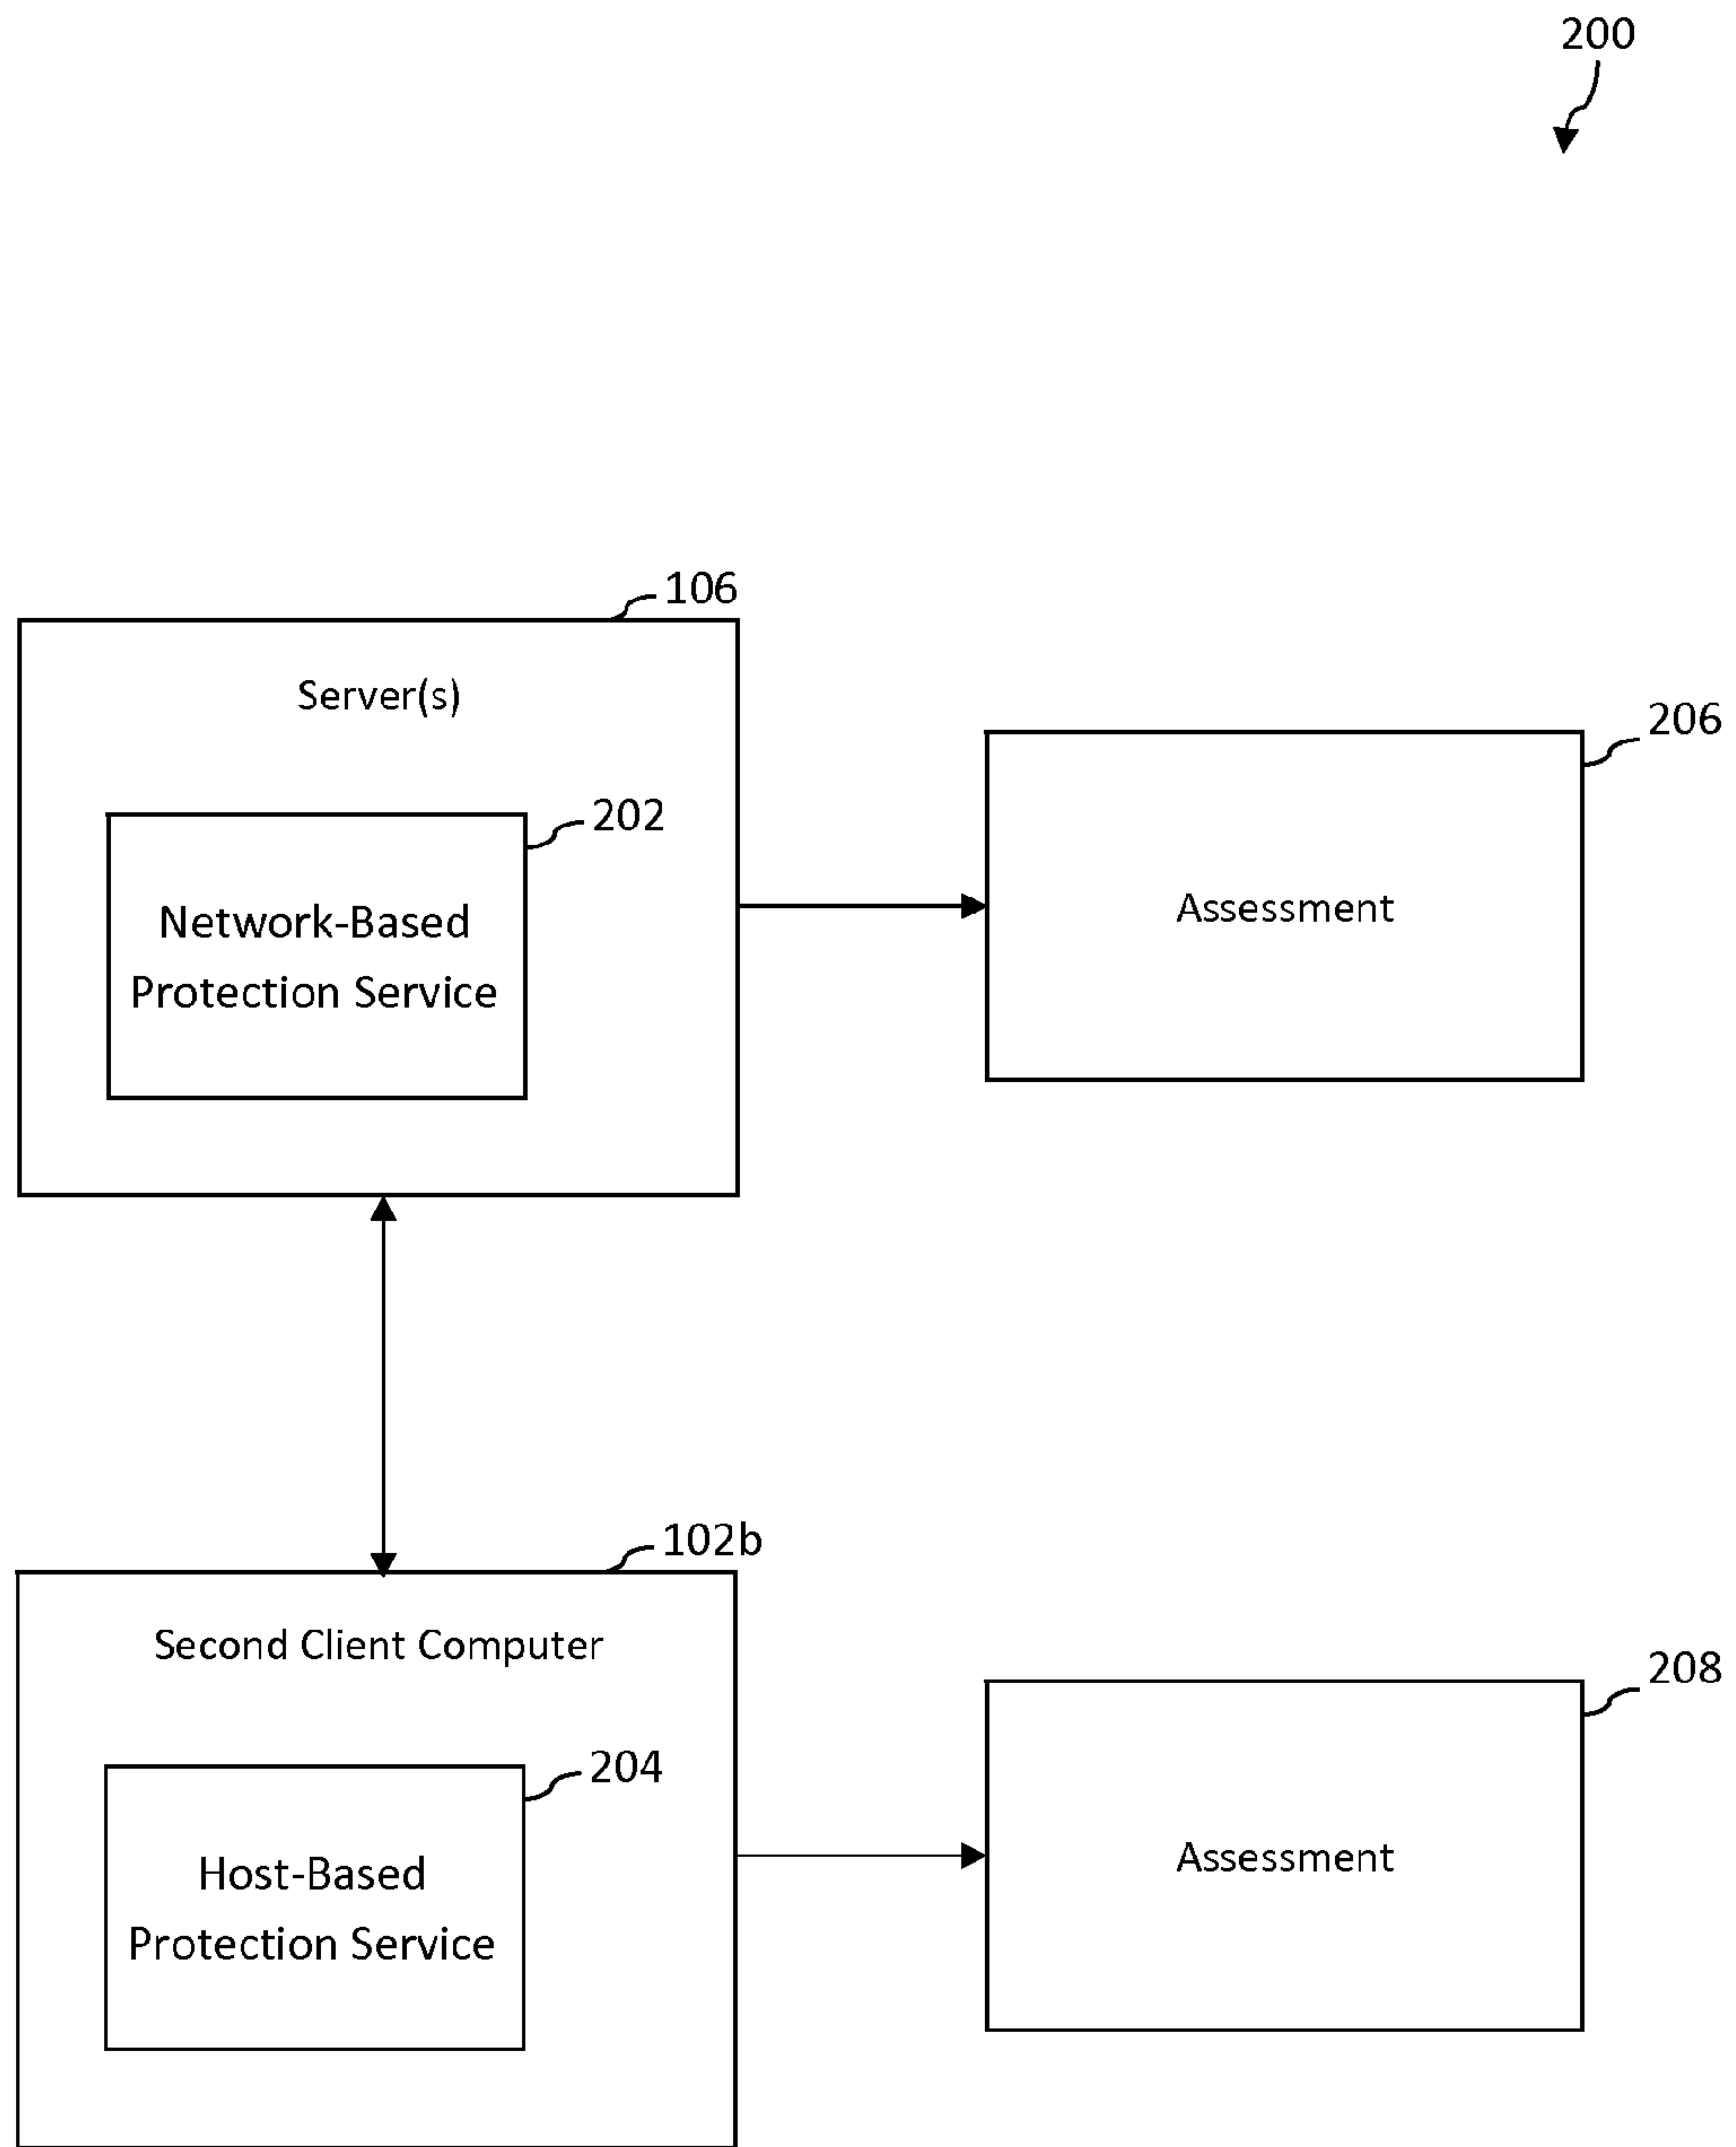 200
106
Server(s)
206
202
Network-Based
Protection Service
Assessment
102b
Second Client Computer
208
204
Host-Based
Protection Service
Assessment